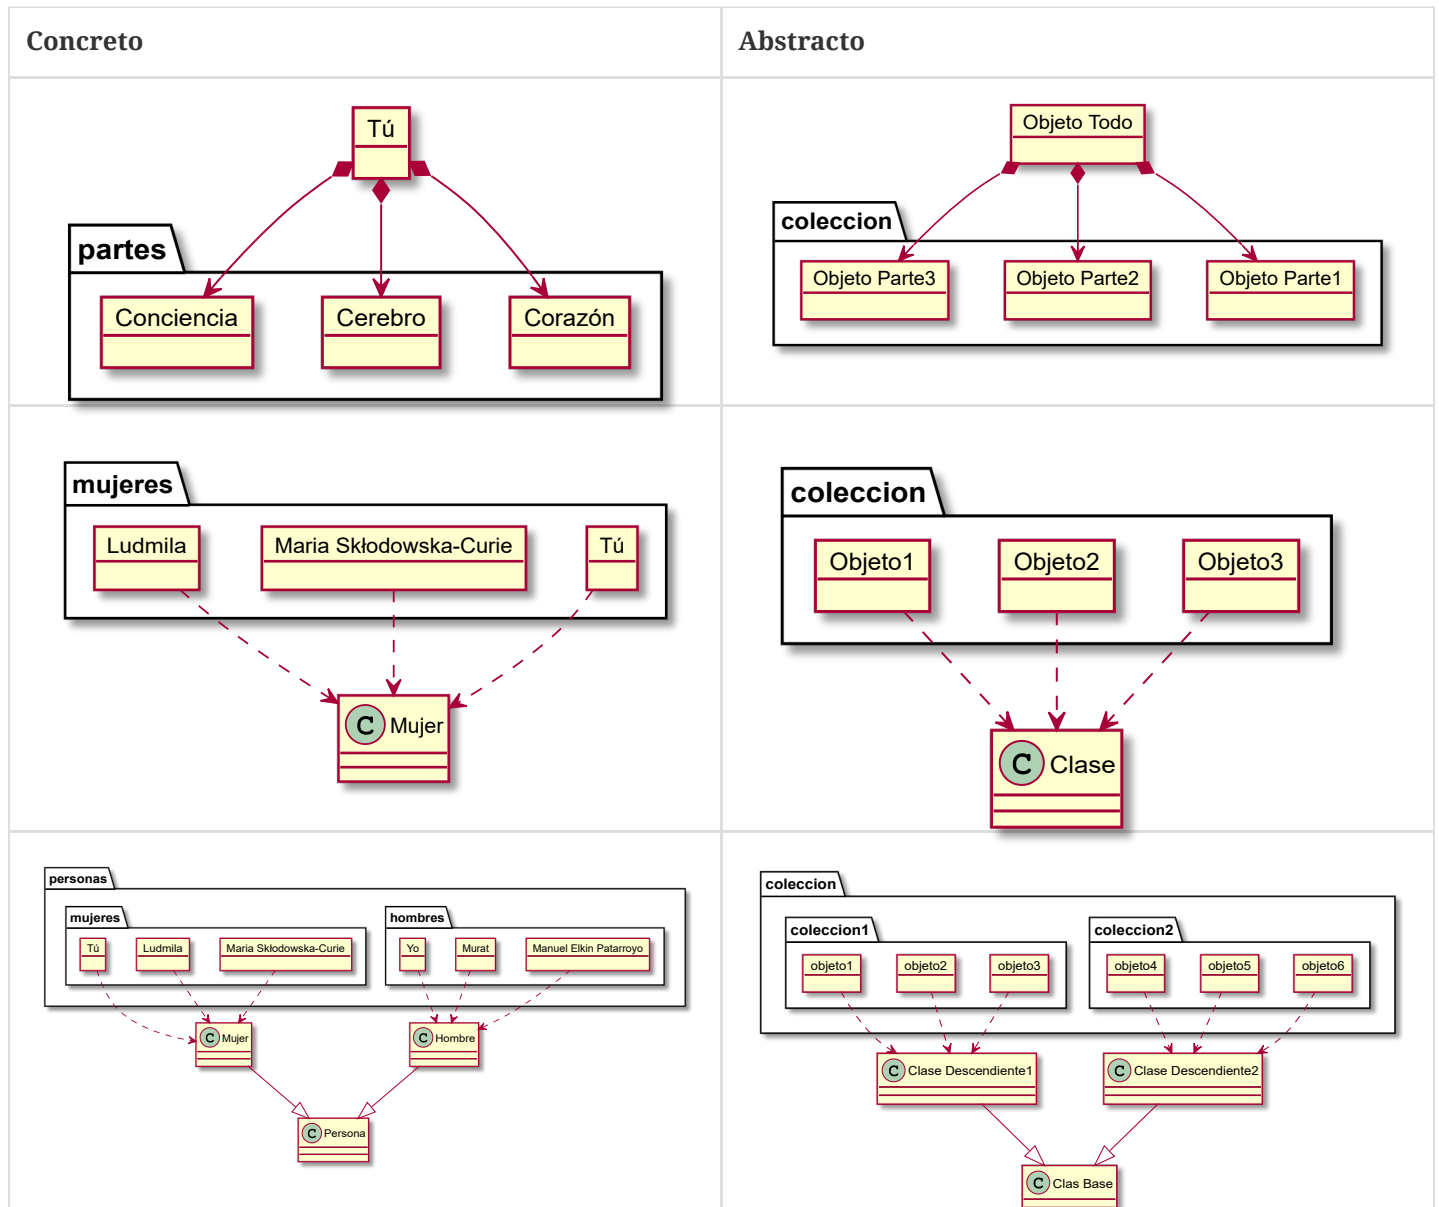 Concreto
Abstracto
Tú
partes
Conciencia
Cerebro
Corazón
Objeto Todo
coleccion
Objeto Parte3
Objeto Parte2
Objeto Parte1
mujeres
Ludmila
Maria Skłodowska-Curie
Tú
C Mujer
coleccion
Objeto1
Objeto2
Objeto3
C Clase
personas
mujeres
Tú
Ludmila
Maria Skłodowska-Curie
hombres
Yo
Murat
Manuel Elkin Patarroyo
C Mujer
C Hombre
C Persona
coleccion
coleccion1
objeto1
objeto2
objeto3
coleccion2
objeto4
objeto5
objeto6
C Clase Descendiente1
C Clase Descendiente2
C Clas Base